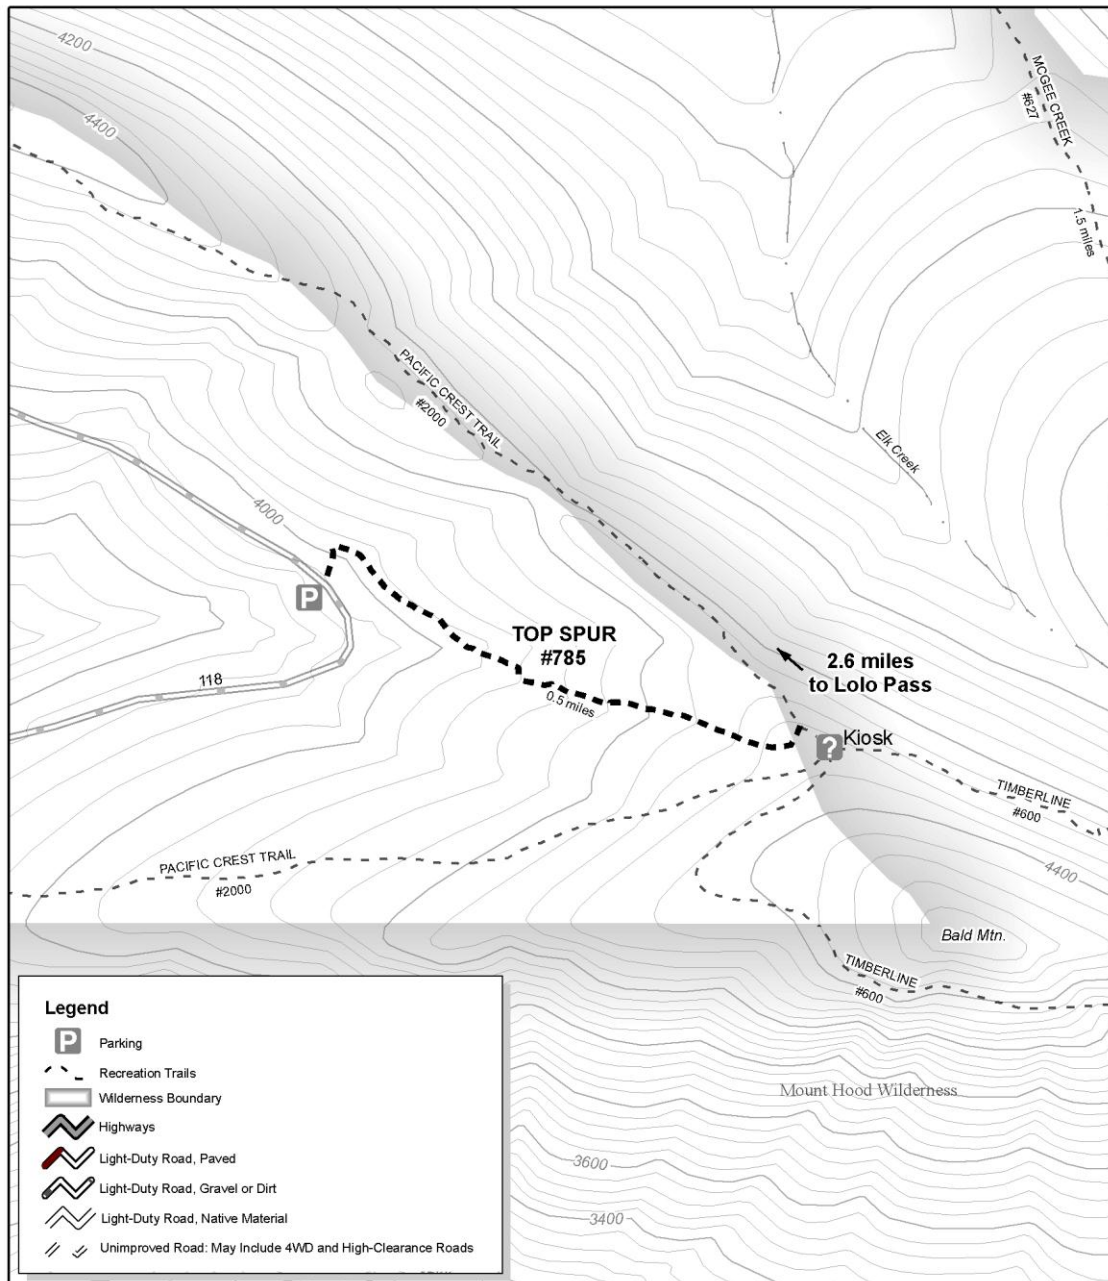 4200
4400
MCGEE CREEK
#627
1.5 miles
PACIFIC CREST TRAIL
#2000
Elk Creek
4000
P
TOP SPUR
#785
0.5 miles
118
2.6 miles
to Lolo Pass
?
Kiosk
TIMBERLINE
#600
4400
PACIFIC CREST TRAIL
#2000
Bald Mtn.
TIMBERLINE
#600
Mount Hood Wilderness
3600
3400
Legend
P
Parking
Recreation Trails
Wilderness Boundary
Highways
Light-Duty Road, Paved
Light-Duty Road, Gravel or Dirt
Light-Duty Road, Native Material
Unimproved Road: May Include 4WD and High-Clearance Roads